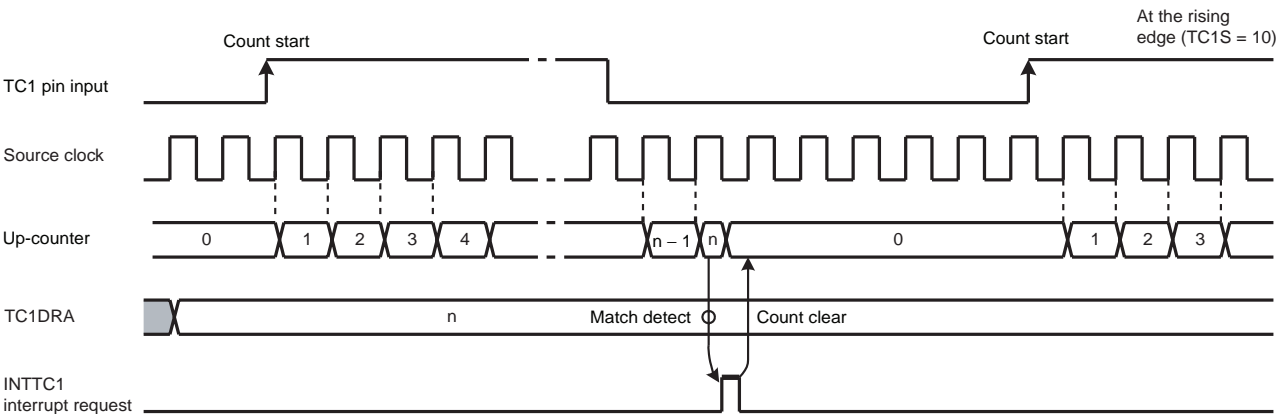 At the rising
edge (TC1S = 10)
Count start
Count start
TC1 pin input
Source clock
Up-counter
0 1 2 3 4 n – 1 n 0 1 2 3
TC1DRA
n
Match detect
Count clear
INTTC1
interrupt request